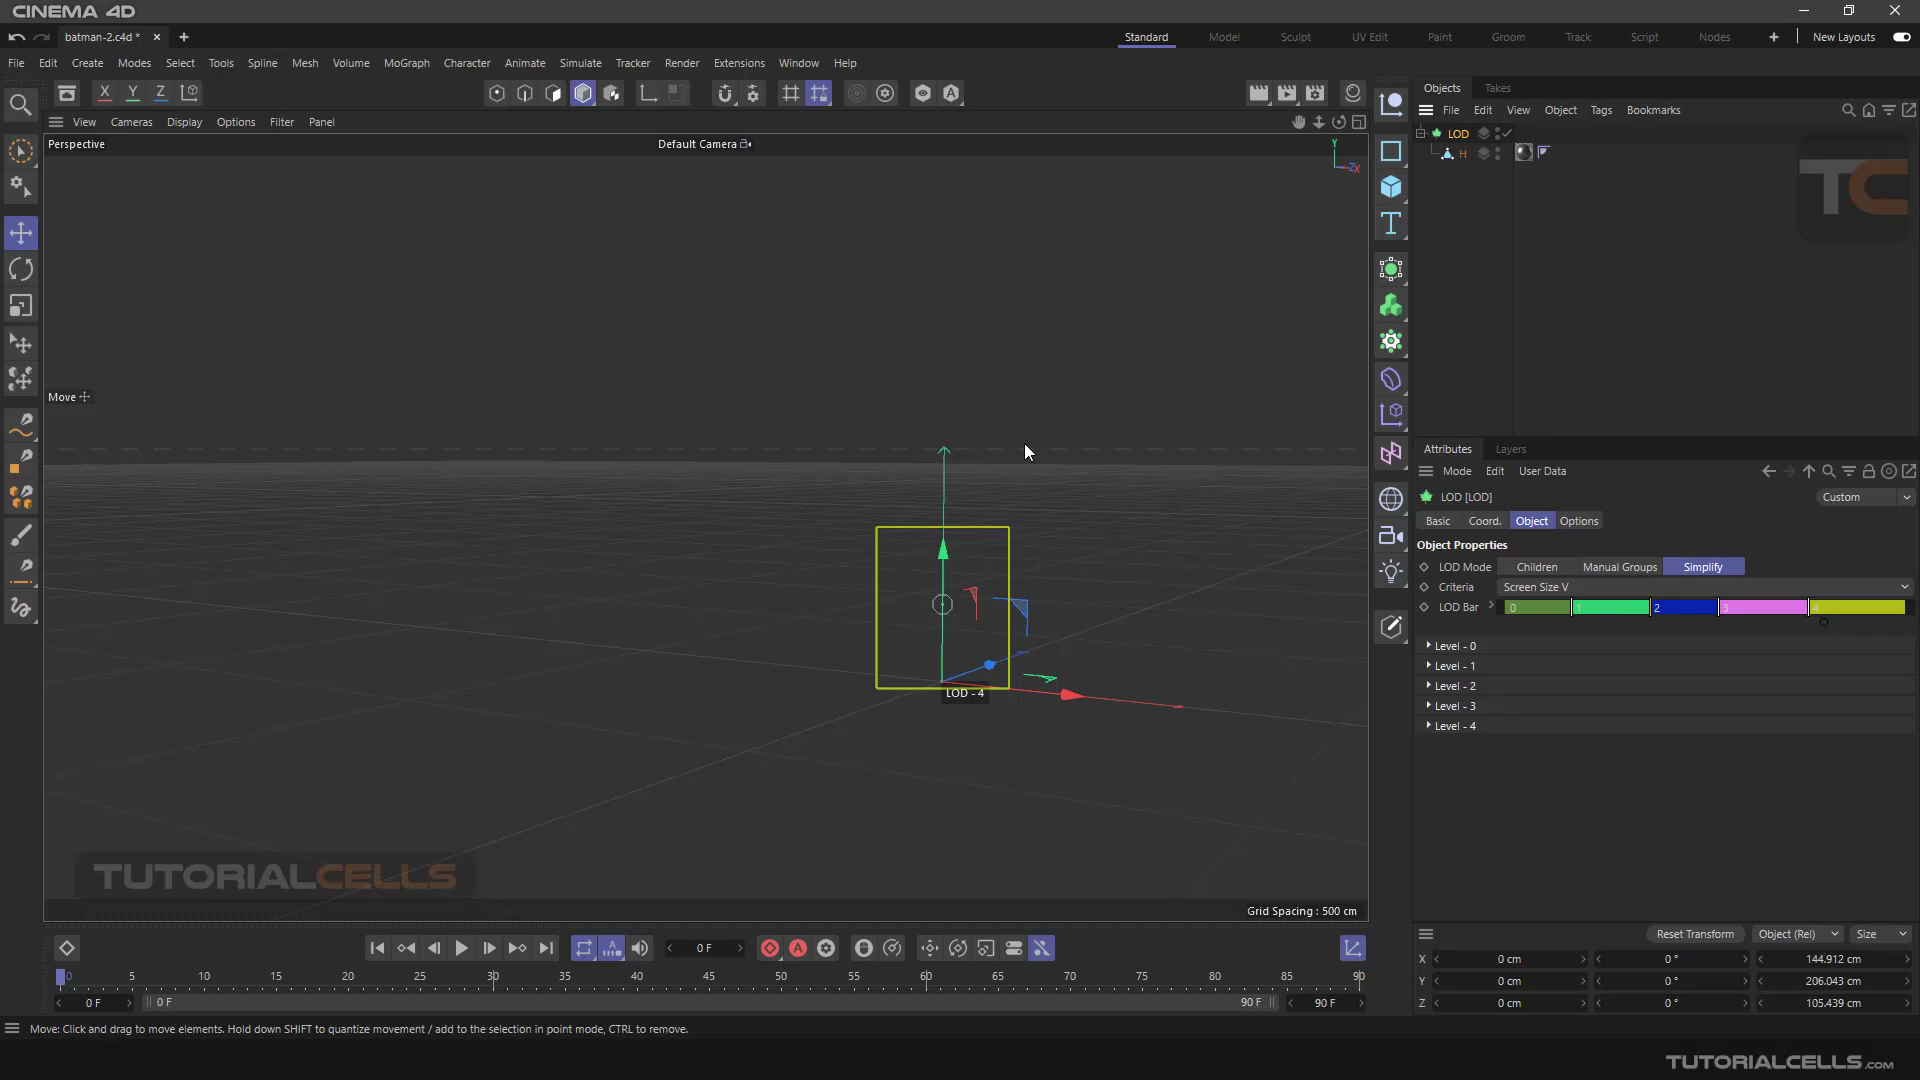 CINEMA 4D
batman-2.c4d * × +
Standard Model Sculpt UV Edit Paint Groom Track Script Nodes + New Layouts
File Edit Create Modes Select Tools Spline Mesh Volume MoGraph Character Animate Simulate Tracker Render Extensions Window Help
X Y Z
View Cameras Display Options Filter Panel
Perspective
Default Camera
Y
Z X
Move
LOD - 4
TUTORIALCELLS
Grid Spacing : 500 cm
Objects Takes
File Edit View Object Tags Bookmarks
LOD
H
TC
Attributes Layers
Mode Edit User Data
LOD [LOD]
Custom
Basic Coord. Object Options
Object Properties
LOD Mode Children Manual Groups Simplify
Criteria Screen Size V
LOD Bar 0 1 2 3 4
Level - 0
Level - 1
Level - 2
Level - 3
Level - 4
Reset Transform Object (Rel) Size
X 0 cm 0 ° 144.912 cm
Y 0 cm 0 ° 206.043 cm
Z 0 cm 0 ° 105.439 cm
0 F
0 5 10 15 20 25 30 35 40 45 50 55 60 65 70 75 80 85 90
0 F 0 F 90 F 90 F
Move: Click and drag to move elements. Hold down SHIFT to quantize movement / add to the selection in point mode, CTRL to remove.
TUTORIALCELLS.com